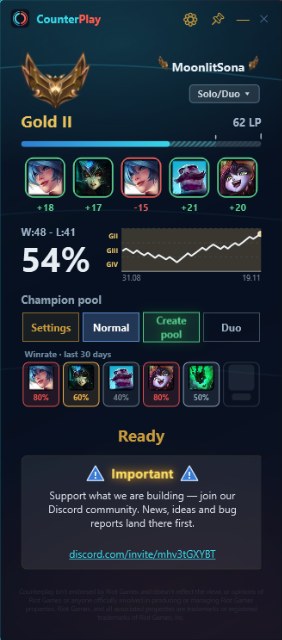 CounterPlay
MoonlitSona
Solo/Duo
Gold II
62 LP
+18 +17 -15 +21 +20
W:48 - L:41
54%
GII
GIII
GIV
31.08 19.11
Champion pool
Settings Normal Create pool Duo
Winrate · last 30 days
80% 60% 40% 80% 50%
Ready
Important
Support what we are building — join our
Discord community. News, ideas and bug
reports land there first.
discord.com/invite/mhv3tGXYBT